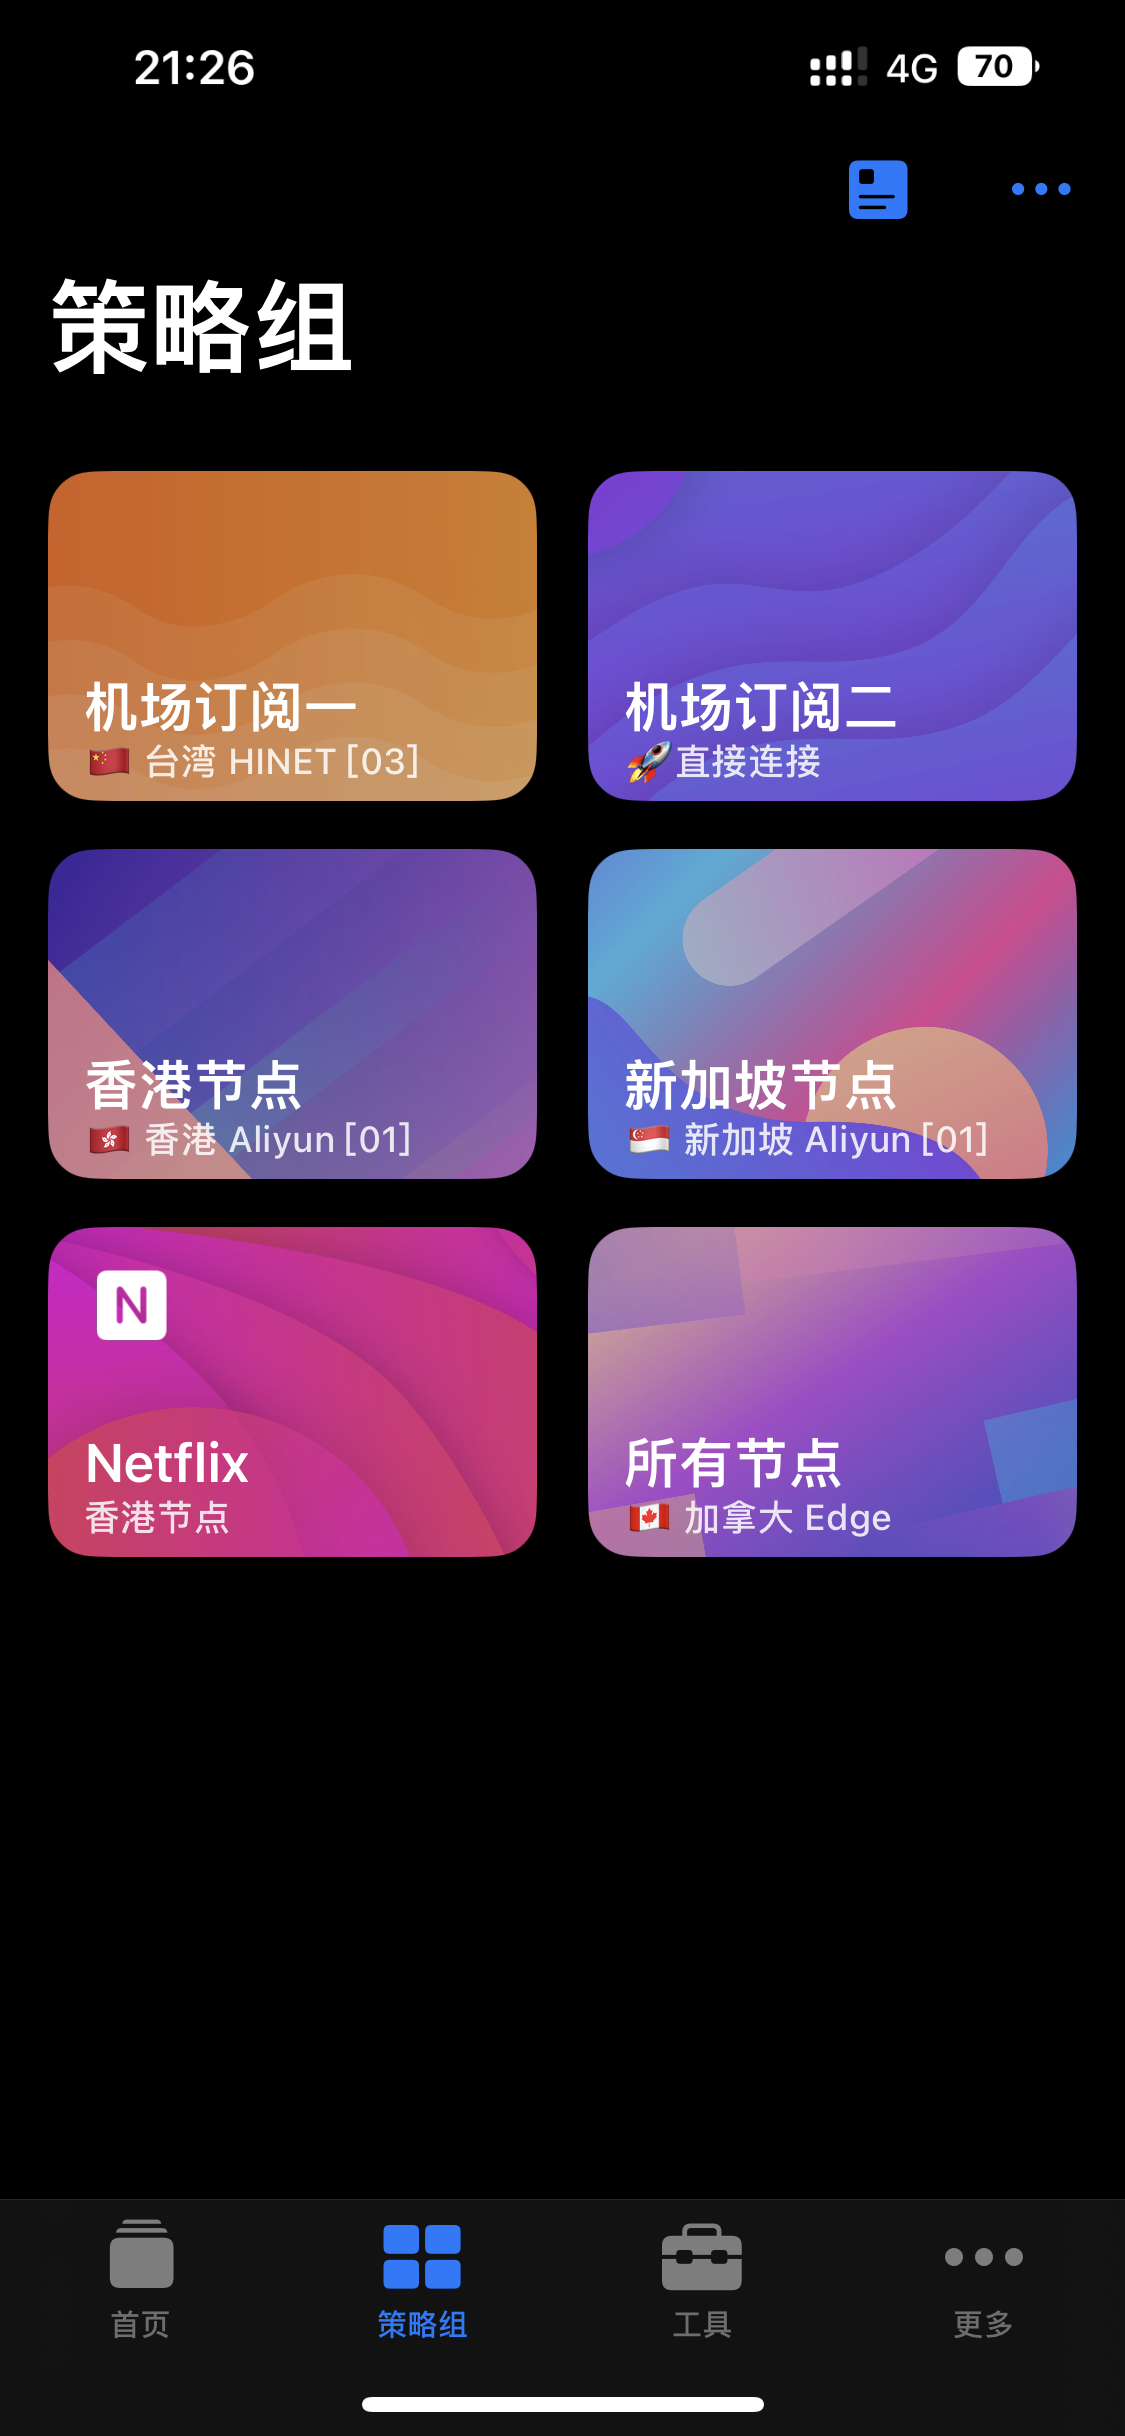 21:26
4G 70
策略组
机场订阅一
🇨🇳 台湾 HINET [03]
机场订阅二
🚀直接连接
香港节点
🇭🇰 香港 Aliyun [01]
新加坡节点
🇸🇬 新加坡 Aliyun [01]
N
Netflix
香港节点
所有节点
🇨🇦 加拿大 Edge
首页
策略组
工具
更多